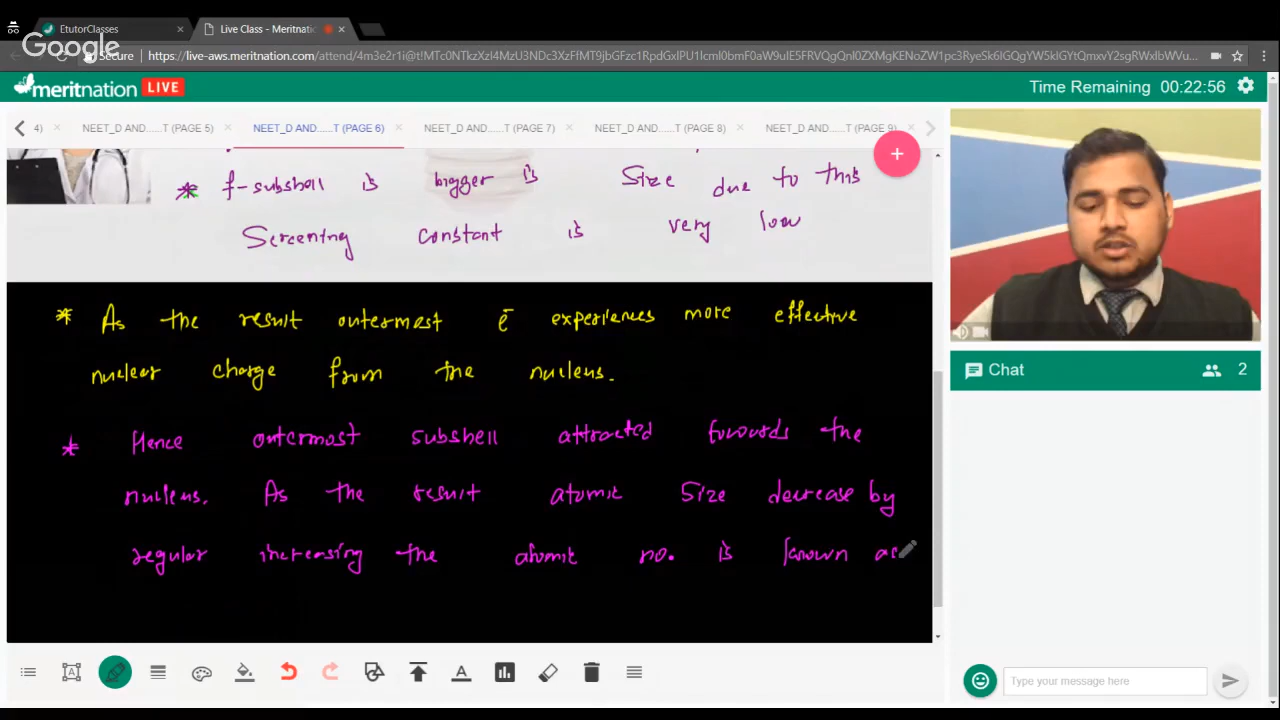 EtutorClasses
Live Class - Meritnati
Google
Secure
meritnation LIVE
Time Remaining 00:22:56
4)
NEET_D AND......T (PAGE 5)
NEET_D AND......T (PAGE 6)
NEET_D AND......T (PAGE 7)
NEET_D AND......T (PAGE 8)
NEET_D AND......T (PAGE 9)
* f-subshell is bigger is Size due to this
Screening constant is very low
* As the result outermost e̅ experiences more effective
nuclear charge from the nucleus.
* Hence outermost subshell attracted towards the
nucleus. As the result atomic Size decrease by
regular increasing the atomic no. is known as
Chat 2
Type your message here